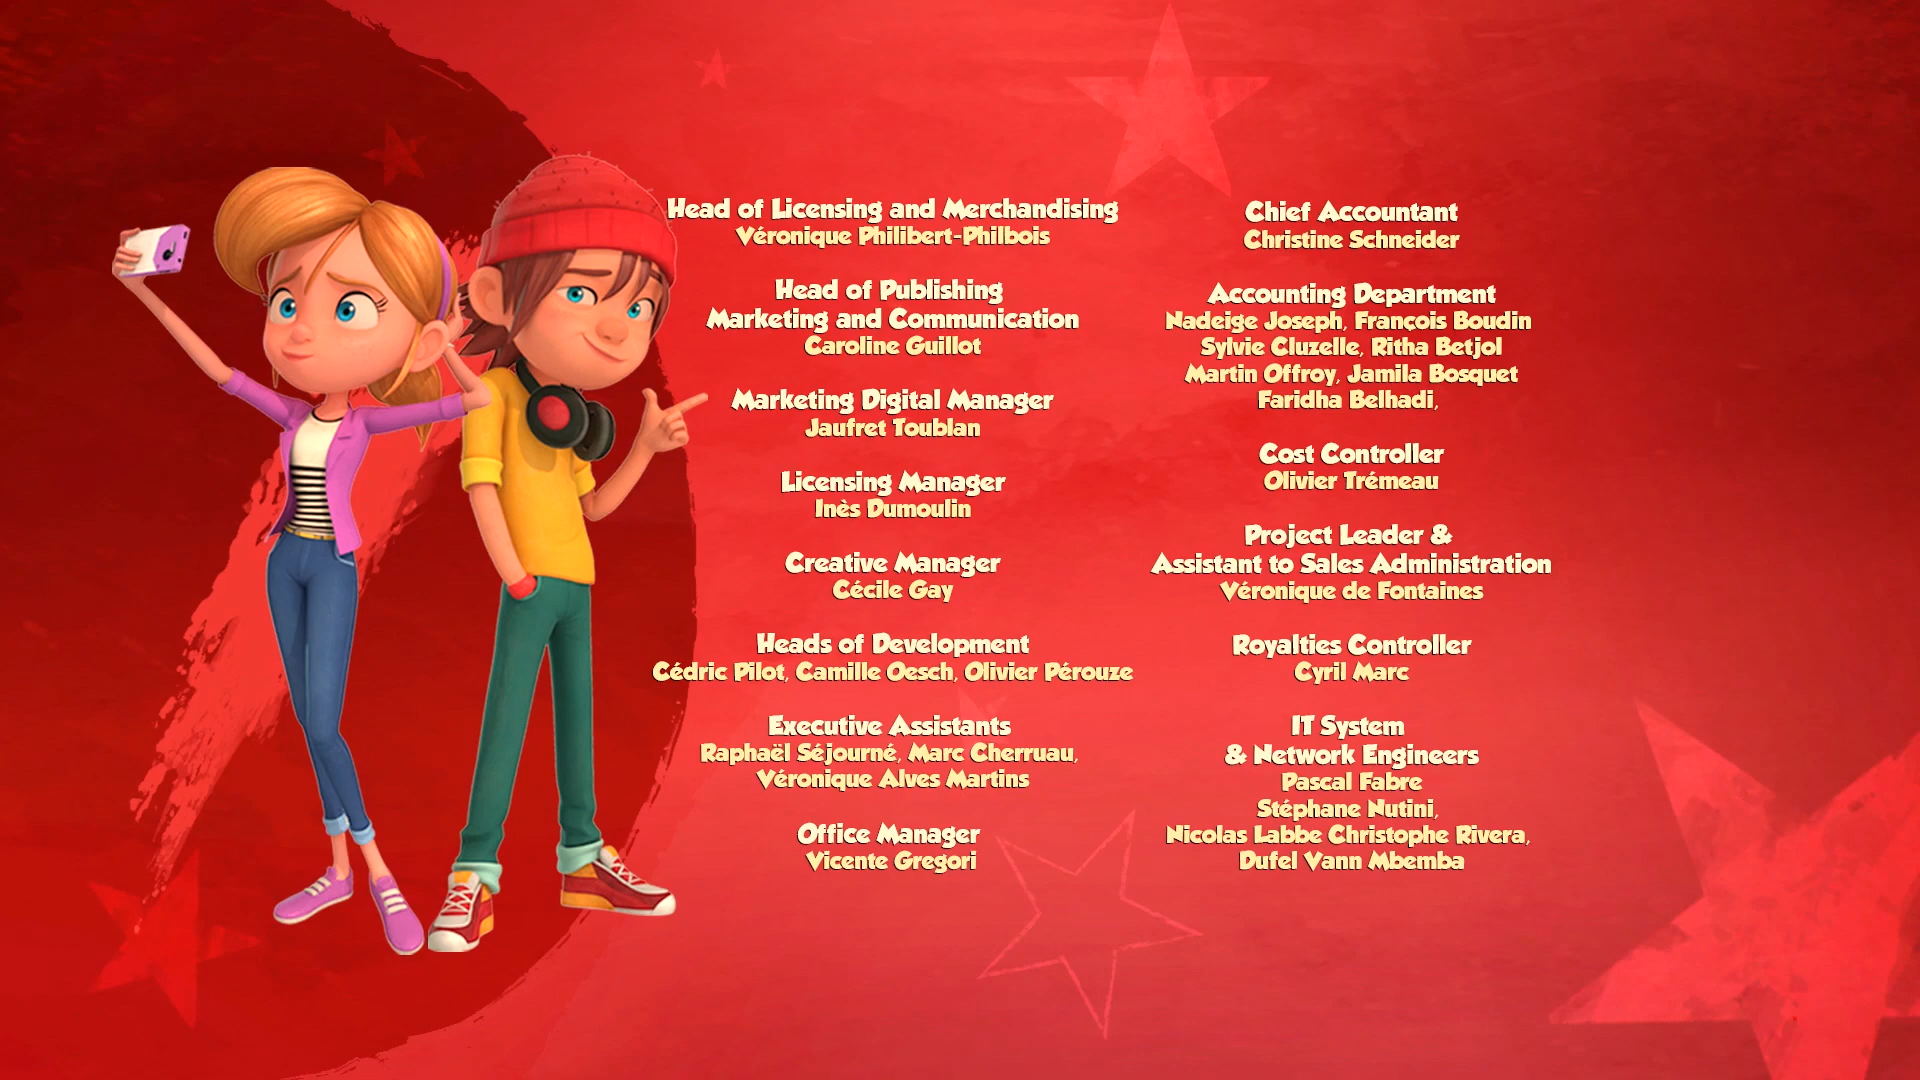 Head of Licensing and Merchandising
Véronique Philibert-Philbois
Head of Publishing
Marketing and Communication
Caroline Guillot
Marketing Digital Manager
Jaufret Toublan
Licensing Manager
Inès Dumoulin
Creative Manager
Cécile Gay
Heads of Development
Cédric Pilot, Camille Oesch, Olivier Pérouze
Executive Assistants
Raphaël Séjourné, Marc Cherruau,
Véronique Alves Martins
Office Manager
Vicente Gregori
Chief Accountant
Christine Schneider
Accounting Department
Nadeige Joseph, François Boudin
Sylvie Cluzelle, Ritha Betjol
Martin Offroy, Jamila Bosquet
Faridha Belhadi,
Cost Controller
Olivier Trémeau
Project Leader &
Assistant to Sales Administration
Véronique de Fontaines
Royalties Controller
Cyril Marc
IT System
& Network Engineers
Pascal Fabre
Stéphane Nutini,
Nicolas Labbe Christophe Rivera,
Dufel Vann Mbemba